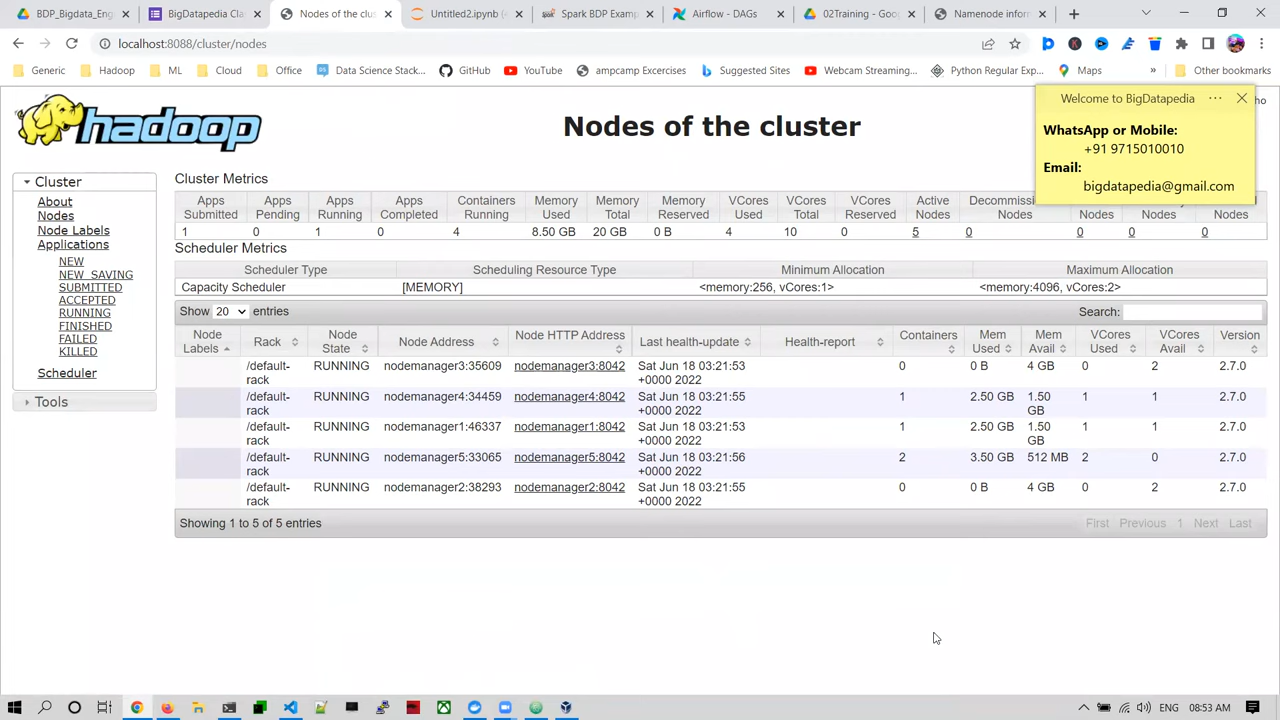 BDP_Bigdata_Eng
BigDatapedia Cla
Nodes of the clus
Untitled2.ipynb (
Spark BDP Examp
Airflow - DAGs
02Training - Goo
Namenode infor
localhost:8088/cluster/nodes
Generic
Hadoop
ML
Cloud
Office
Data Science Stack...
GitHub
YouTube
ampcamp Excercises
Suggested Sites
Webcam Streaming...
Python Regular Exp...
Maps
»
Other bookmarks
Welcome to BigDatapedia
WhatsApp or Mobile:
+91 9715010010
Email:
bigdatapedia@gmail.com
hadoop
Nodes of the cluster
Cluster
About
Nodes
Node Labels
Applications
NEW
NEW_SAVING
SUBMITTED
ACCEPTED
RUNNING
FINISHED
FAILED
KILLED
Scheduler
Tools
Cluster Metrics
Apps Submitted Apps Pending Apps Running Apps Completed Containers Running Memory Used Memory Total Memory Reserved VCores Used VCores Total VCores Reserved Active Nodes Decommiss Nodes Nodes Nodes Nodes
1 0 1 0 4 8.50 GB 20 GB 0 B 4 10 0 5 0 0 0 0
Scheduler Metrics
Scheduler Type Scheduling Resource Type Minimum Allocation Maximum Allocation
Capacity Scheduler [MEMORY] <memory:256, vCores:1> <memory:4096, vCores:2>
Show 20 entries Search:
Node Labels Rack Node State Node Address Node HTTP Address Last health-update Health-report Containers Mem Used Mem Avail VCores Used VCores Avail Version
/default-rack RUNNING nodemanager3:35609 nodemanager3:8042 Sat Jun 18 03:21:53 +0000 2022 0 0 B 4 GB 0 2 2.7.0
/default-rack RUNNING nodemanager4:34459 nodemanager4:8042 Sat Jun 18 03:21:53 +0000 2022 1 2.50 GB 1.50 GB 1 1 2.7.0
/default-rack RUNNING nodemanager1:46337 nodemanager1:8042 Sat Jun 18 03:21:53 +0000 2022 1 2.50 GB 1.50 GB 1 1 2.7.0
/default-rack RUNNING nodemanager5:33065 nodemanager5:8042 Sat Jun 18 03:21:56 +0000 2022 2 3.50 GB 512 MB 2 0 2.7.0
/default-rack RUNNING nodemanager2:38293 nodemanager2:8042 Sat Jun 18 03:21:55 +0000 2022 0 0 B 4 GB 0 2 2.7.0
Showing 1 to 5 of 5 entries First Previous 1 Next Last
ENG 08:53 AM